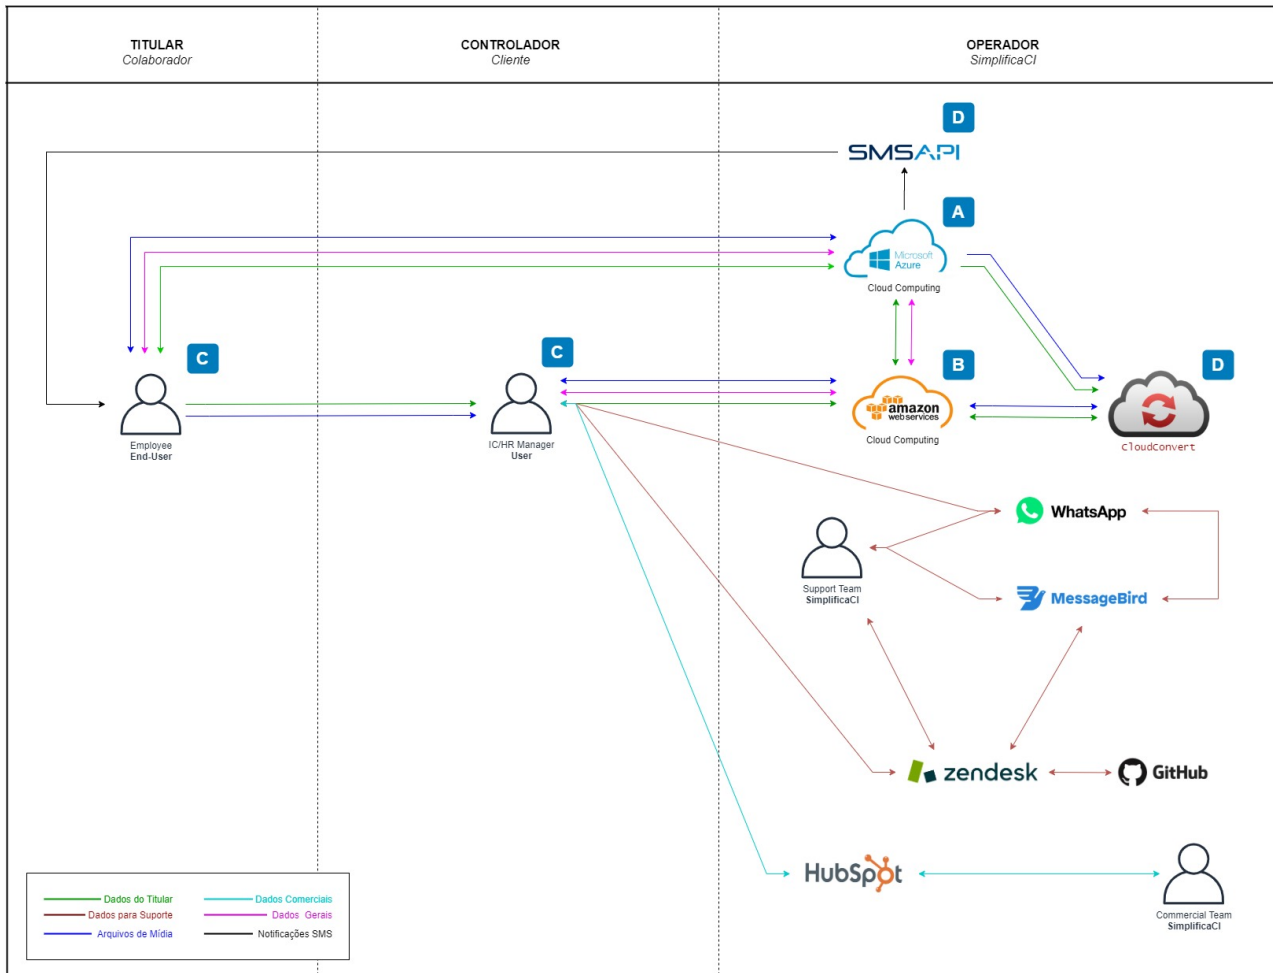 TITULAR
Colaborador
CONTROLADOR
Cliente
OPERADOR
SimplificaCI
D
SMSAPI
A
Microsoft
Azure
Cloud Computing
C
C
B
D
amazon
web services
Cloud Computing
CloudConvert
Employee
End-User
IC/HR Manager
User
WhatsApp
Support Team
SimplificaCI
MessageBird
zendesk
GitHub
HubSpot
Commercial Team
SimplificaCI
Dados do Titular
Dados Comerciais
Dados para Suporte
Dados Gerais
Arquivos de Mídia
Notificações SMS